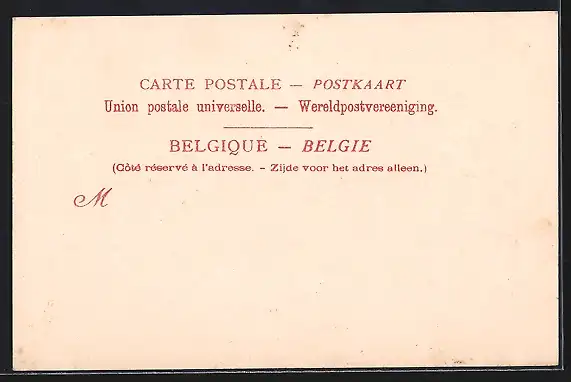 CARTE POSTALE — POSTKAART
Union postale universelle. — Wereldpostvereeniging.
BELGIQUE — BELGIE
(Côté réservé à l'adresse. - Zijde voor het adres alleen.)
M